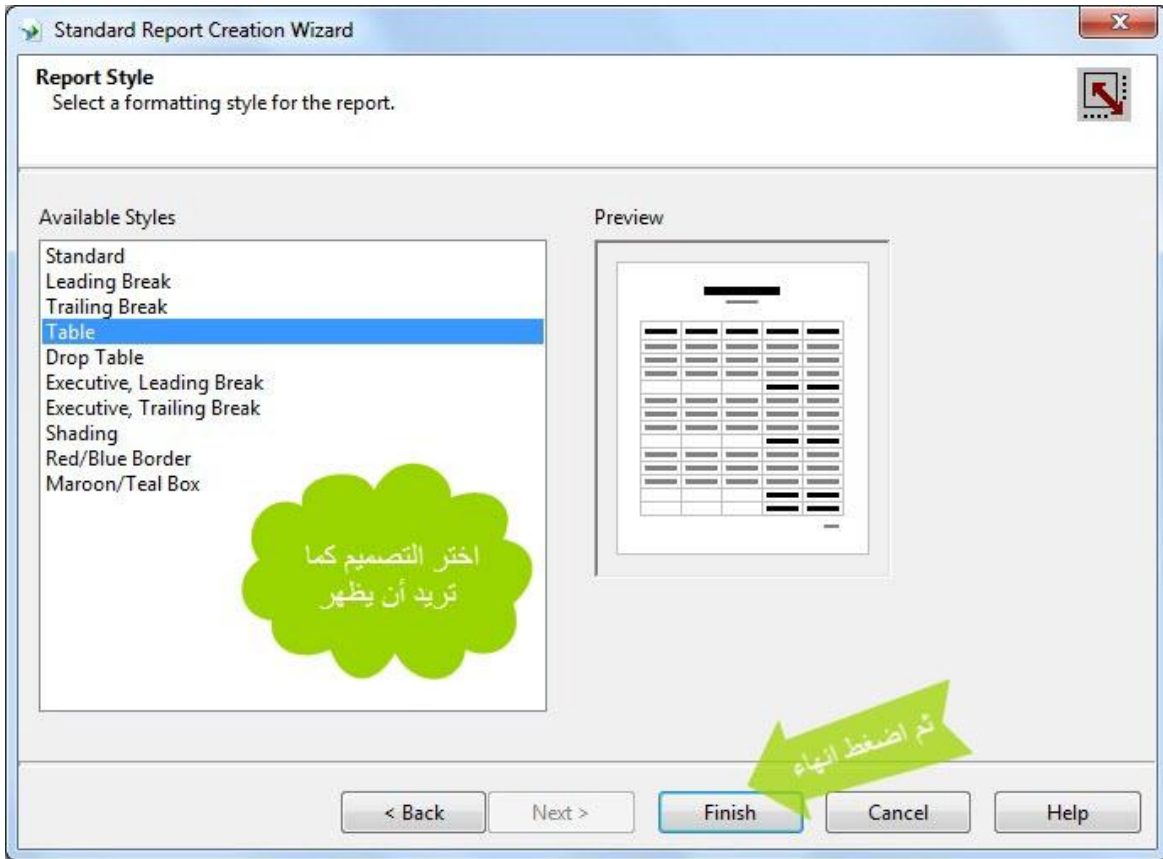 Standard Report Creation Wizard
Report Style
Select a formatting style for the report.
Available Styles
Preview
Standard
Leading Break
Trailing Break
Table
Drop Table
Executive, Leading Break
Executive, Trailing Break
Shading
Red/Blue Border
Maroon/Teal Box
اختر التصميم كما
تريد أن يظهر
ثم اضغط انهاء
< Back
Next >
Finish
Cancel
Help